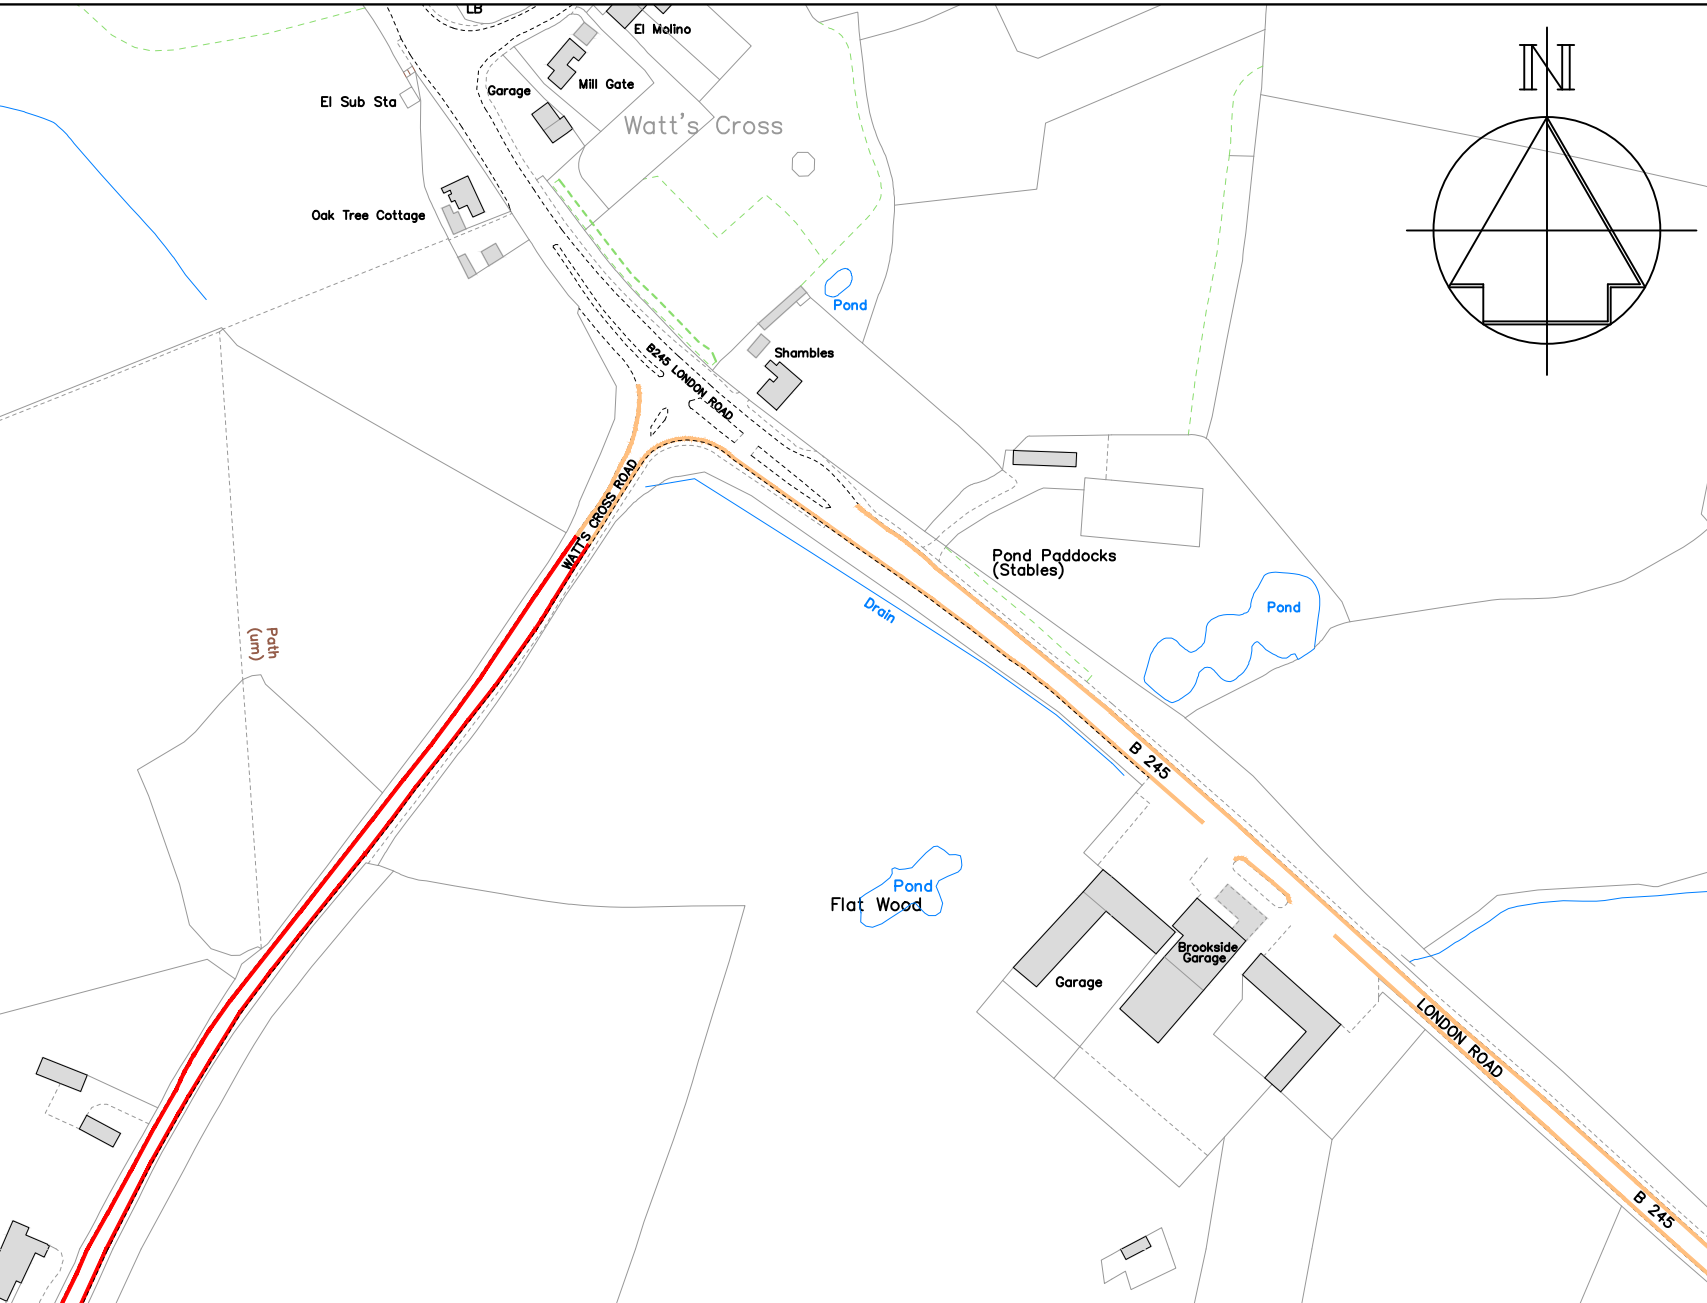 LB
El Molino
N
Mill Gate
Garage
El Sub Sta
Watt's Cross
Oak Tree Cottage
Pond
B245 LONDON ROAD
Shambles
WATTS CROSS ROAD
Pond Paddocks
(Stables)
Drain
Pond
Path
(um)
B 245
Pond
Flat Wood
Brookside
Garage
Garage
LONDON ROAD
B 245